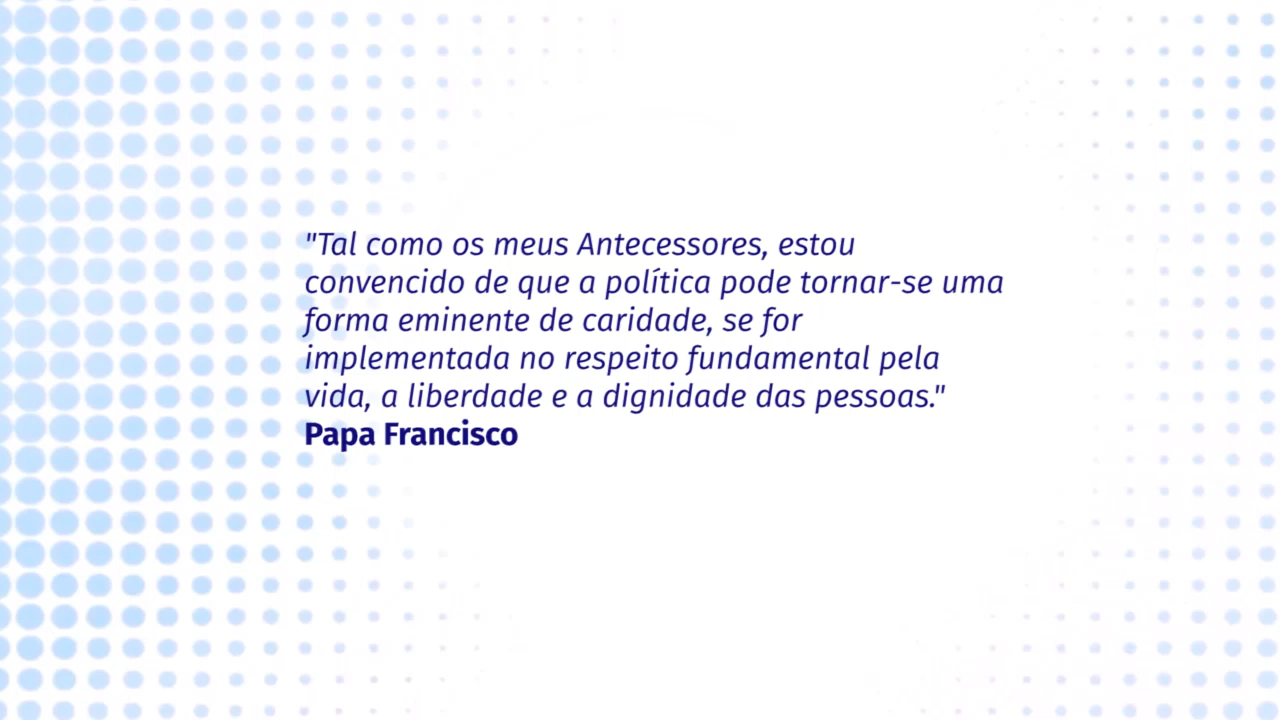 "Tal como os meus Antecessores, estou
convencido de que a política pode tornar-se uma
forma eminente de caridade, se for
implementada no respeito fundamental pela
vida, a liberdade e a dignidade das pessoas."
Papa Francisco